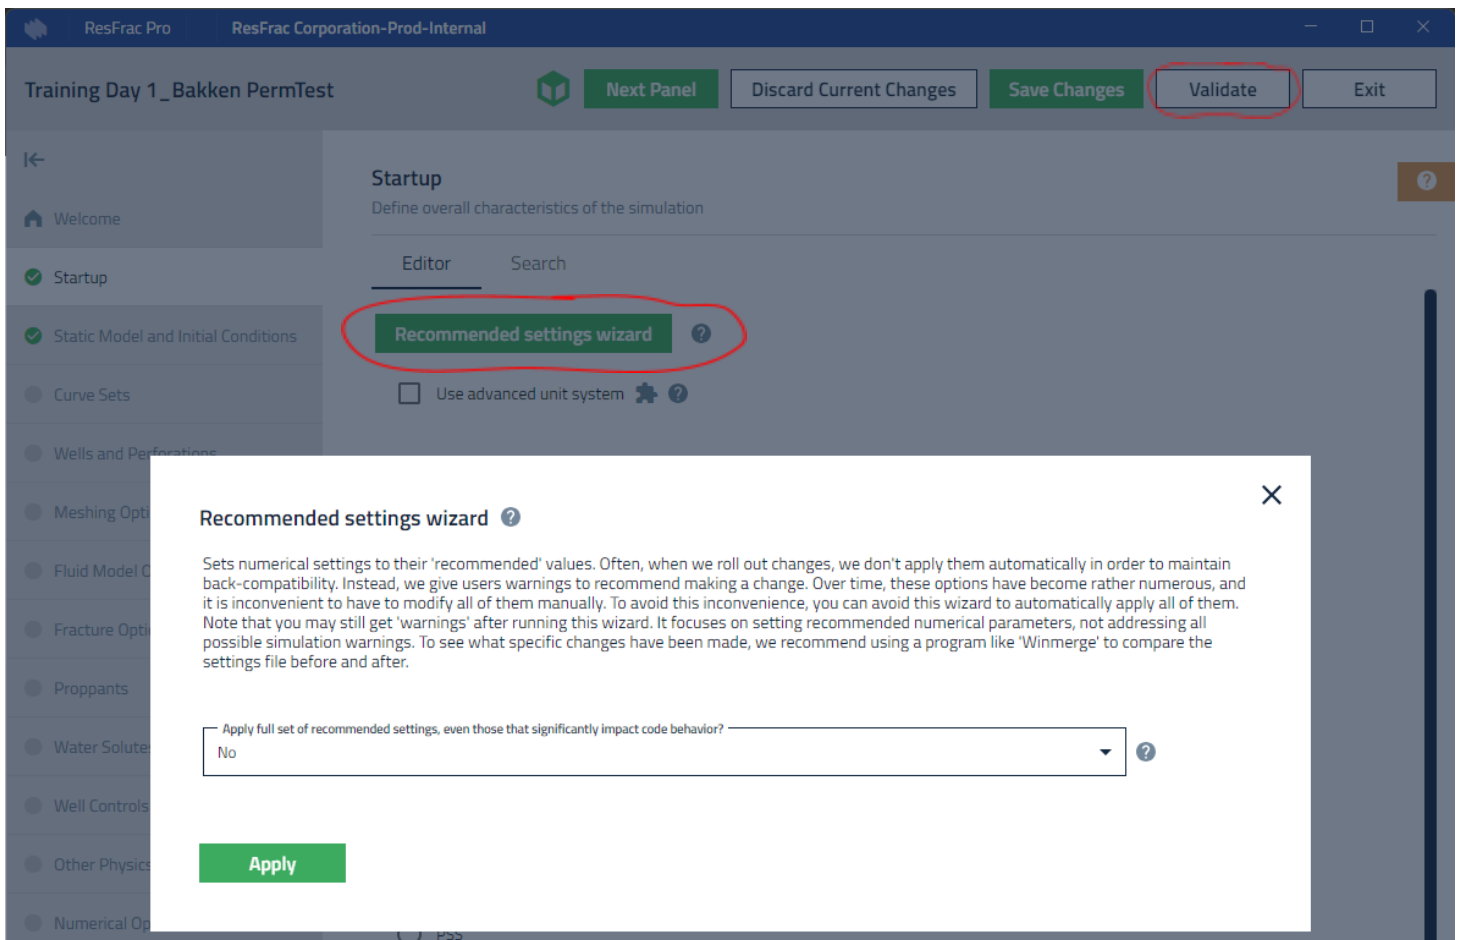 ResFrac Pro
ResFrac Corporation-Prod-Internal
Training Day 1_Bakken PermTest
Next Panel
Discard Current Changes
Save Changes
Validate
Exit
Welcome
Startup
Static Model and Initial Conditions
Curve Sets
Wells and Perforations
Meshing Opti
Fluid Model O
Fracture Opti
Proppants
Water Solute
Well Controls
Other Physics
Numerical Op
Startup
Define overall characteristics of the simulation
Editor
Search
Recommended settings wizard
Use advanced unit system
Recommended settings wizard
Sets numerical settings to their 'recommended' values. Often, when we roll out changes, we don't apply them automatically in order to maintain
back-compatibility. Instead, we give users warnings to recommend making a change. Over time, these options have become rather numerous, and
it is inconvenient to have to modify all of them manually. To avoid this inconvenience, you can avoid this wizard to automatically apply all of them.
Note that you may still get 'warnings' after running this wizard. It focuses on setting recommended numerical parameters, not addressing all
possible simulation warnings. To see what specific changes have been made, we recommend using a program like 'Winmerge' to compare the
settings file before and after.
Apply full set of recommended settings, even those that significantly impact code behavior?
No
Apply
PSS